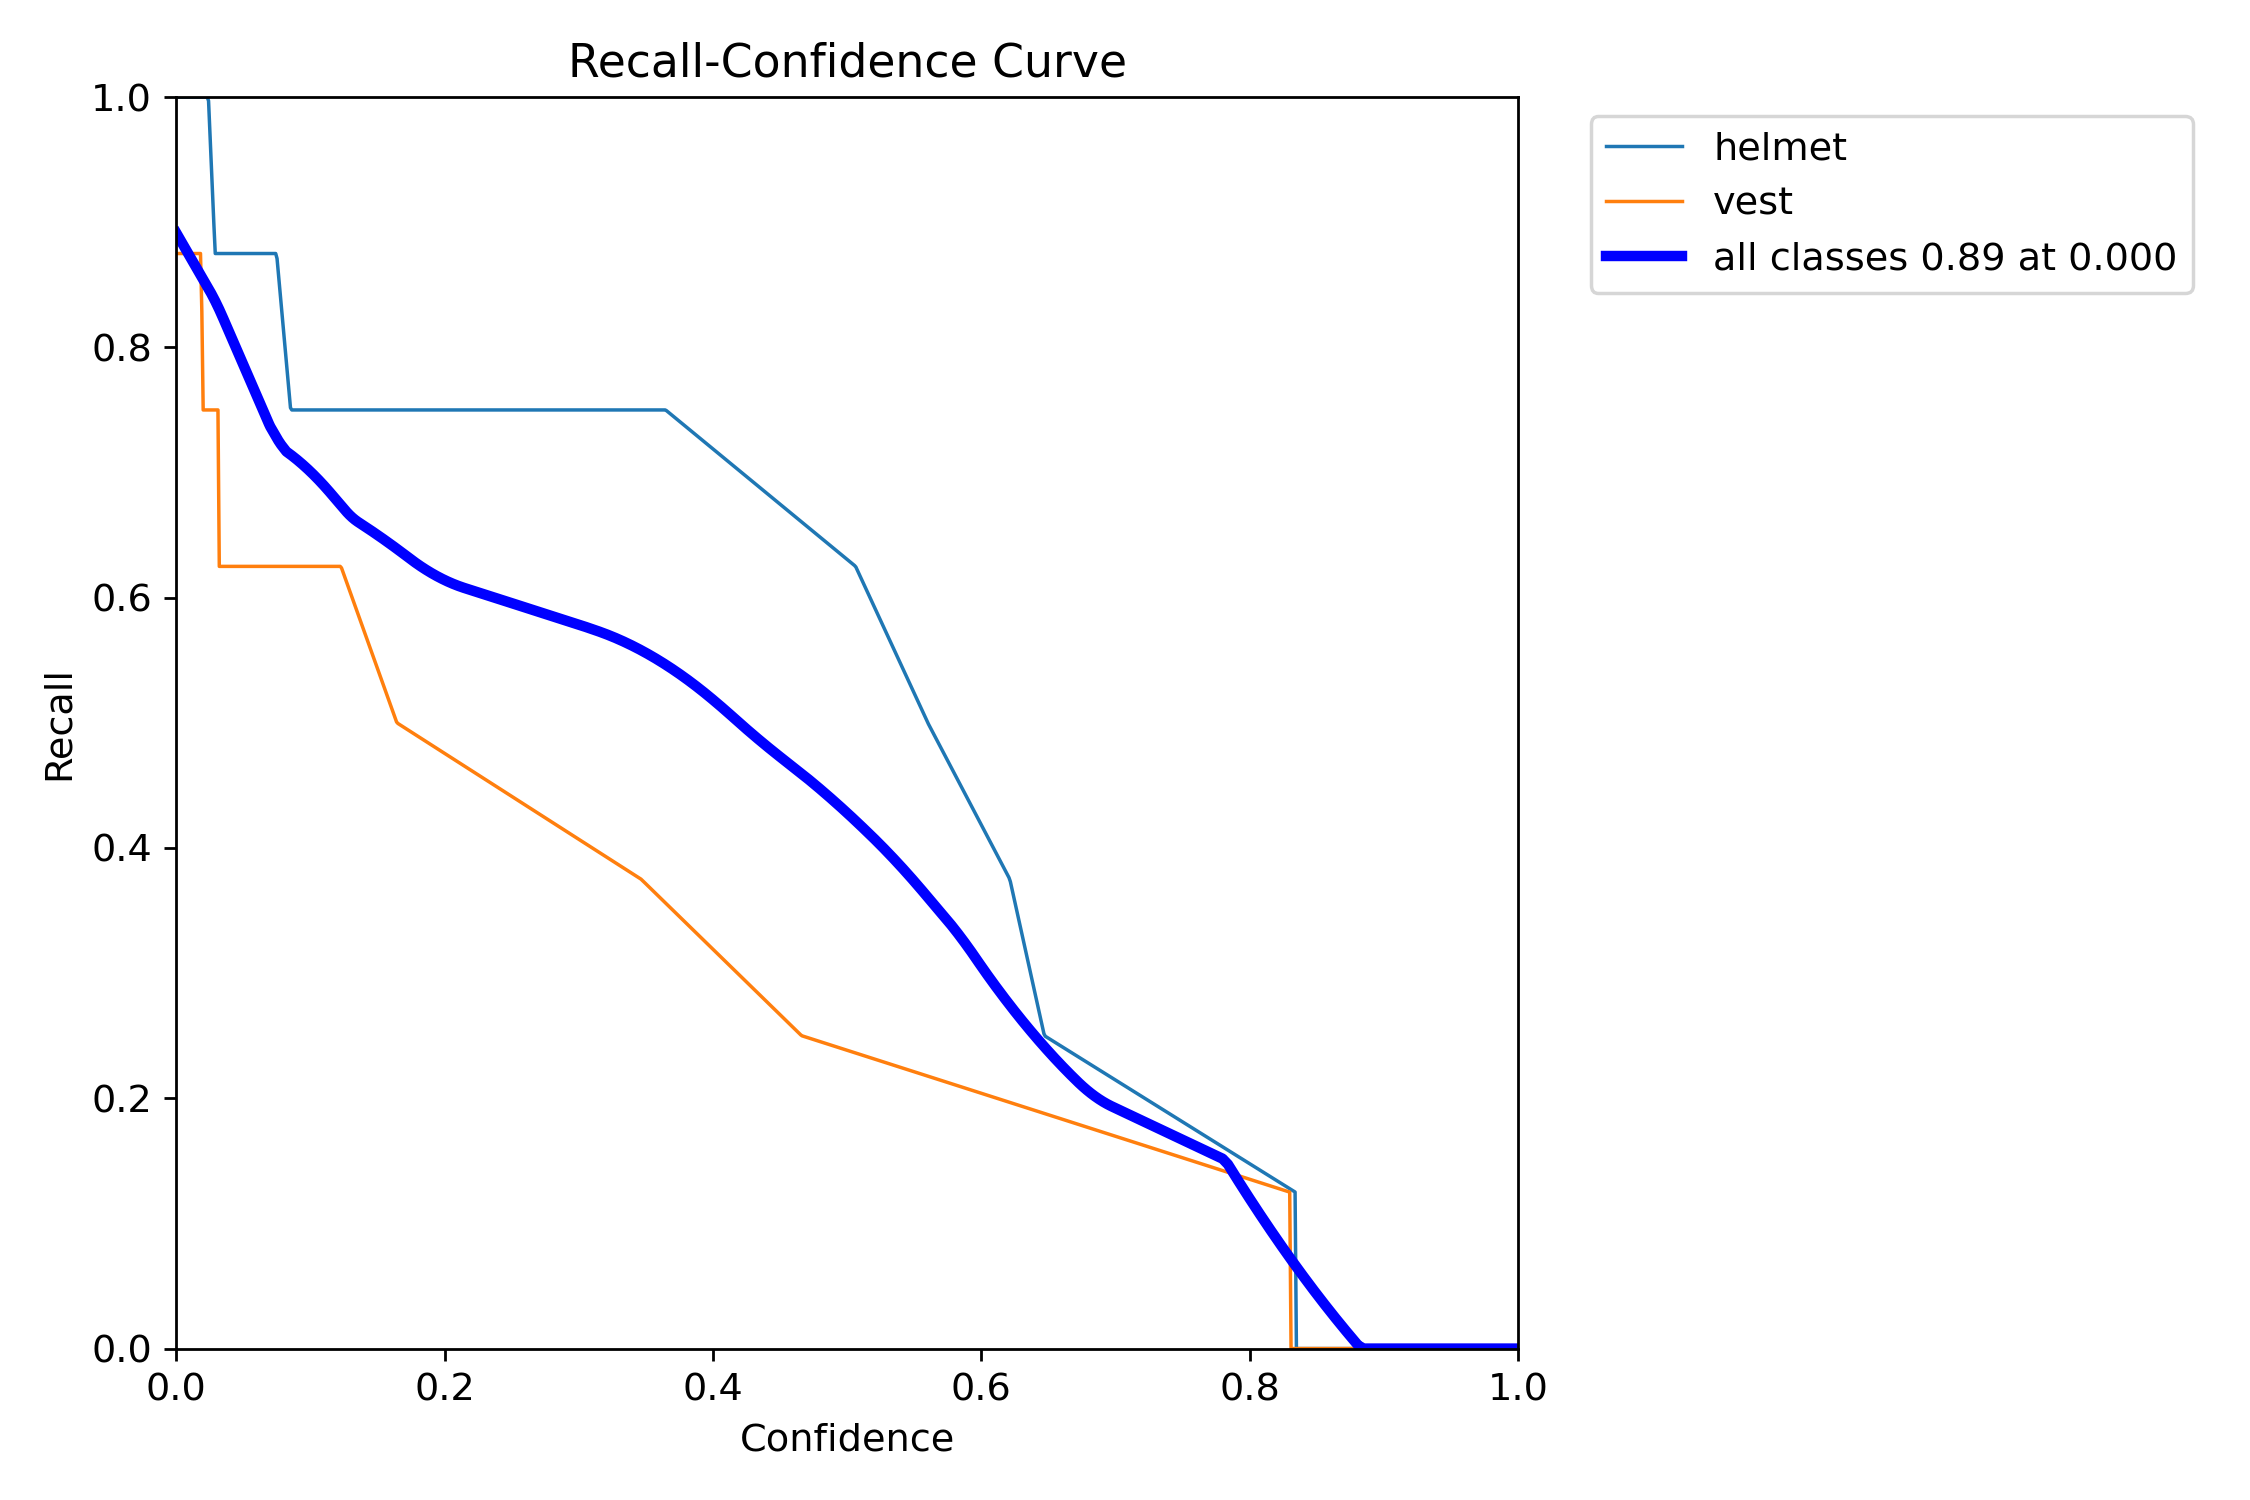 Recall-Confidence Curve
1.0
0.8
0.6
0.4
0.2
0.0
Recall
0.0 0.2 0.4 0.6 0.8 1.0
Confidence
helmet
vest
all classes 0.89 at 0.000